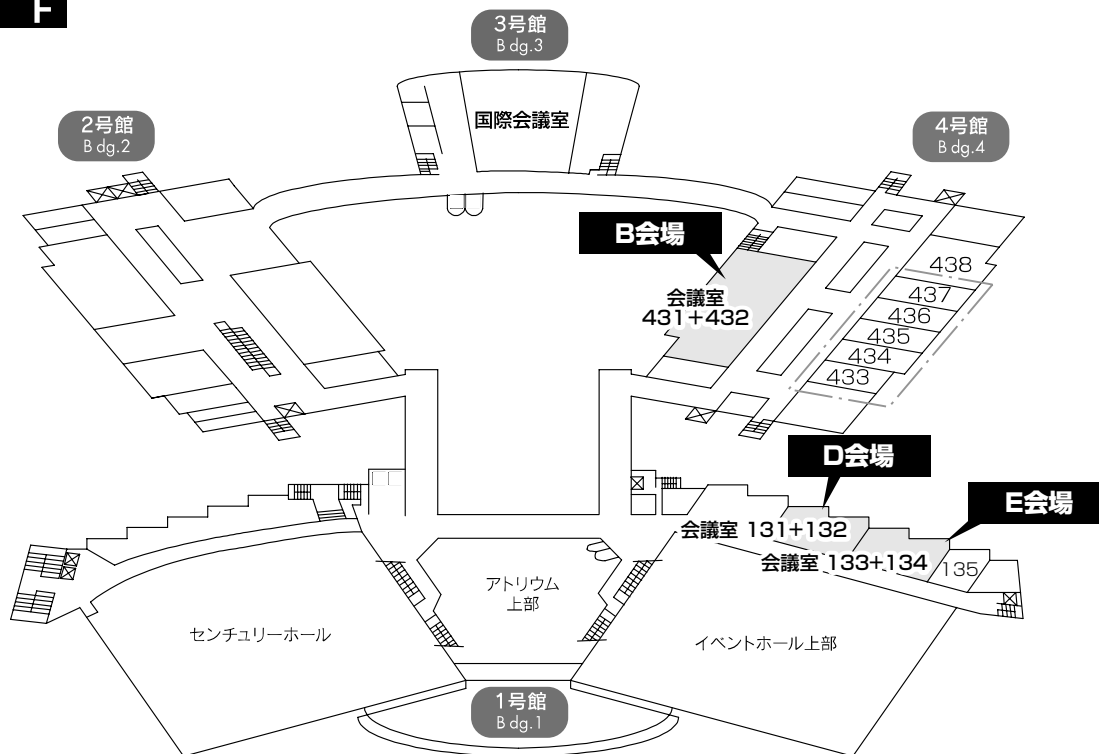 F
3号館
B dg.3
国際会議室
2号館
B dg.2
4号館
B dg.4
B会場
会議室
431+432
438
437
436
435
434
433
D会場
E会場
会議室 131+132
会議室 133+134
135
アトリウム
上部
センチュリーホール
イベントホール上部
1号館
B dg.1